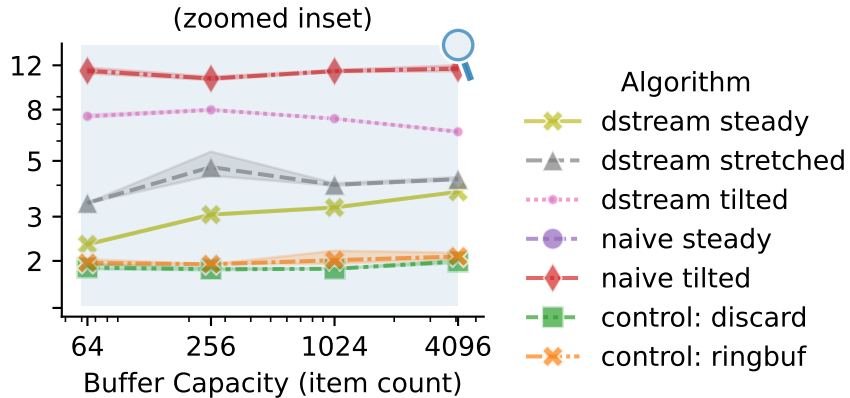 (zoomed inset)
12
8
5
3
2
64 256 1024 4096
Buffer Capacity (item count)
Algorithm
dstream steady
dstream stretched
dstream tilted
naive steady
naive tilted
control: discard
control: ringbuf